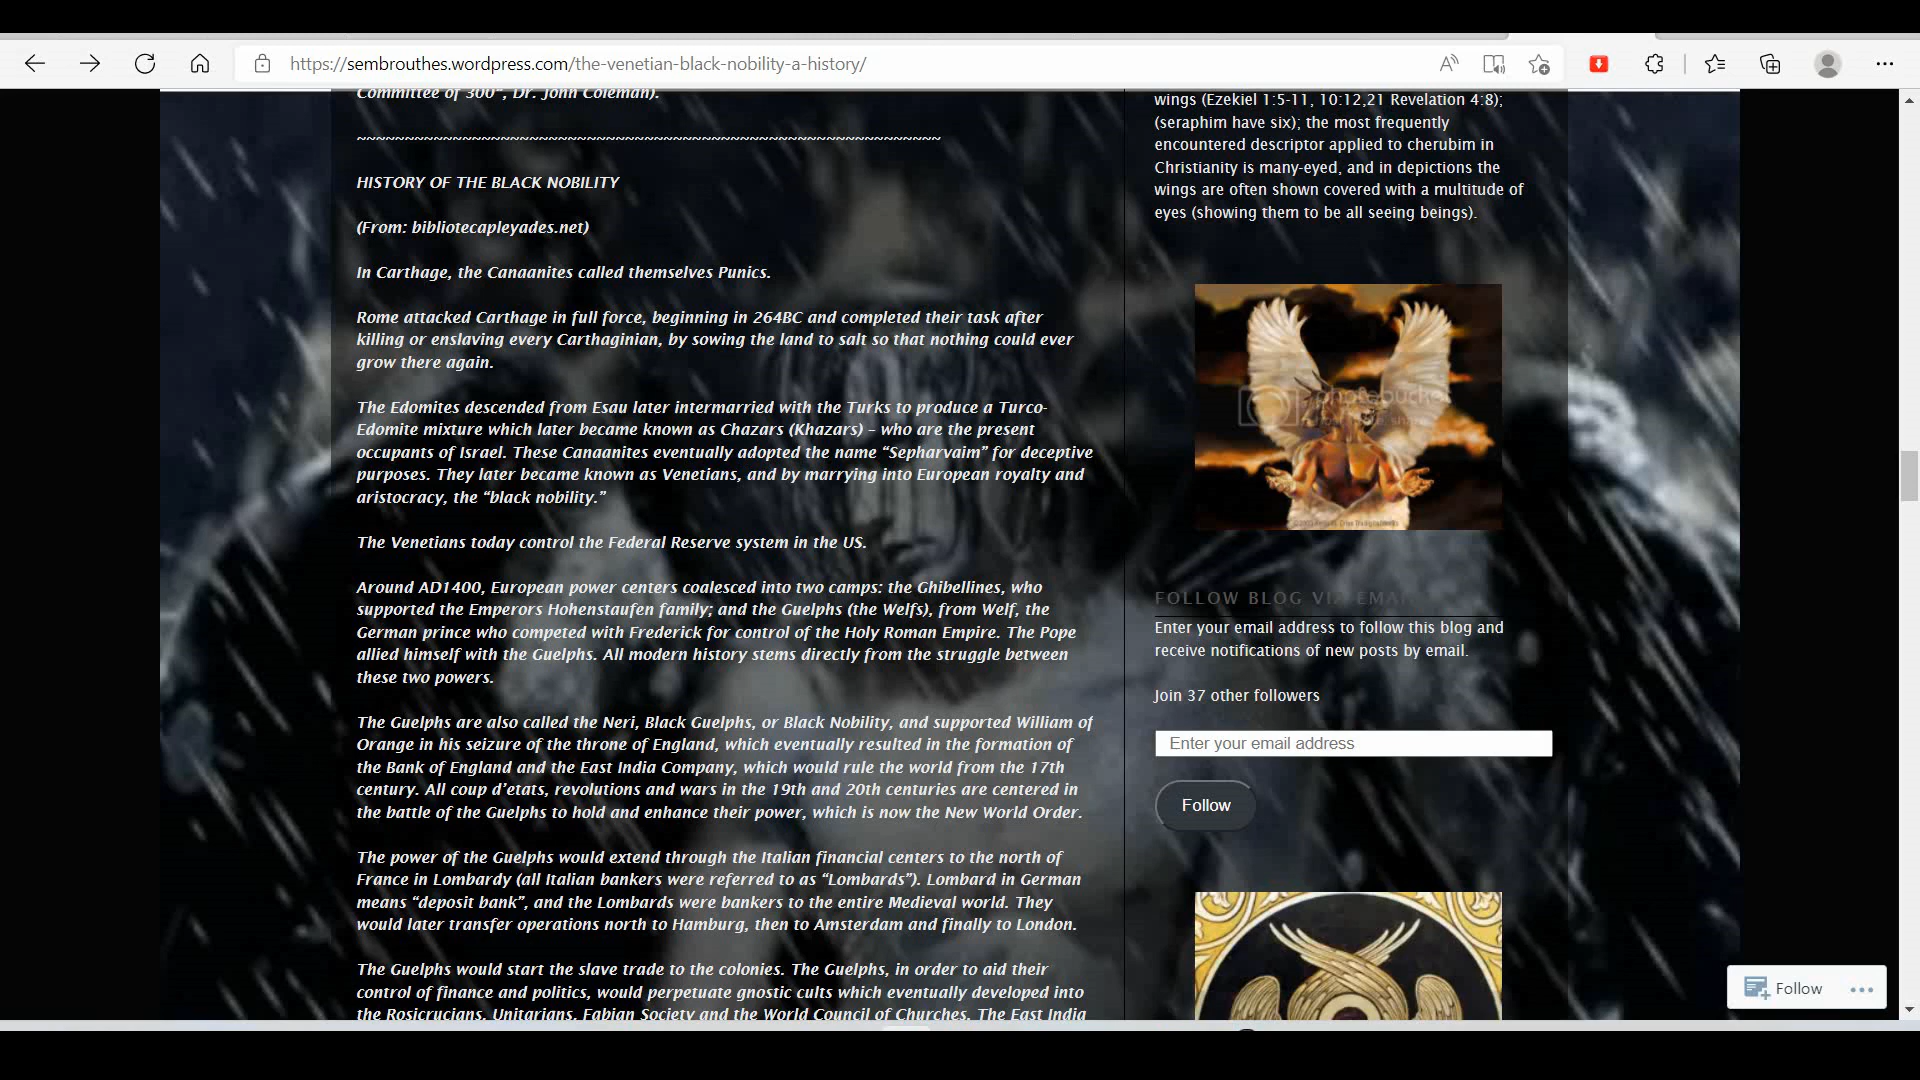 https://sembrouthes.wordpress.com/the-venetian-black-nobility-a-history/
Committee of 300", Dr. John Coleman).
~~~~~~~~~~~~~~~~~~~~~~~~~~~~~~~~~~~~~~~~~~~~~~~~~~~~~~~~~~~~~~~
HISTORY OF THE BLACK NOBILITY
(From: bibliotecapleyades.net)
In Carthage, the Canaanites called themselves Punics.
Rome attacked Carthage in full force, beginning in 264BC and completed their task after
killing or enslaving every Carthaginian, by sowing the land to salt so that nothing could ever
grow there again.
The Edomites descended from Esau later intermarried with the Turks to produce a Turco-
Edomite mixture which later became known as Chazars (Khazars) – who are the present
occupants of Israel. These Canaanites eventually adopted the name “Sepharvaim” for deceptive
purposes. They later became known as Venetians, and by marrying into European royalty and
aristocracy, the “black nobility.”
The Venetians today control the Federal Reserve system in the US.
Around AD1400, European power centers coalesced into two camps: the Ghibellines, who
supported the Emperors Hohenstaufen family; and the Guelphs (the Welfs), from Welf, the
German prince who competed with Frederick for control of the Holy Roman Empire. The Pope
allied himself with the Guelphs. All modern history stems directly from the struggle between
these two powers.
The Guelphs are also called the Neri, Black Guelphs, or Black Nobility, and supported William of
Orange in his seizure of the throne of England, which eventually resulted in the formation of
the Bank of England and the East India Company, which would rule the world from the 17th
century. All coup d’etats, revolutions and wars in the 19th and 20th centuries are centered in
the battle of the Guelphs to hold and enhance their power, which is now the New World Order.
The power of the Guelphs would extend through the Italian financial centers to the north of
France in Lombardy (all Italian bankers were referred to as “Lombards”). Lombard in German
means “deposit bank”, and the Lombards were bankers to the entire Medieval world. They
would later transfer operations north to Hamburg, then to Amsterdam and finally to London.
The Guelphs would start the slave trade to the colonies. The Guelphs, in order to aid their
control of finance and politics, would perpetuate gnostic cults which eventually developed into
the Rosicrucians, Unitarians, Fabian Society and the World Council of Churches. The East India
wings (Ezekiel 1:5-11, 10:12,21 Revelation 4:8);
(seraphim have six); the most frequently
encountered descriptor applied to cherubim in
Christianity is many-eyed, and in depictions the
wings are often shown covered with a multitude of
eyes (showing them to be all seeing beings).
photobucket
FOLLOW BLOG VIA EMAIL
Enter your email address to follow this blog and
receive notifications of new posts by email.
Join 37 other followers
Enter your email address
Follow
Follow